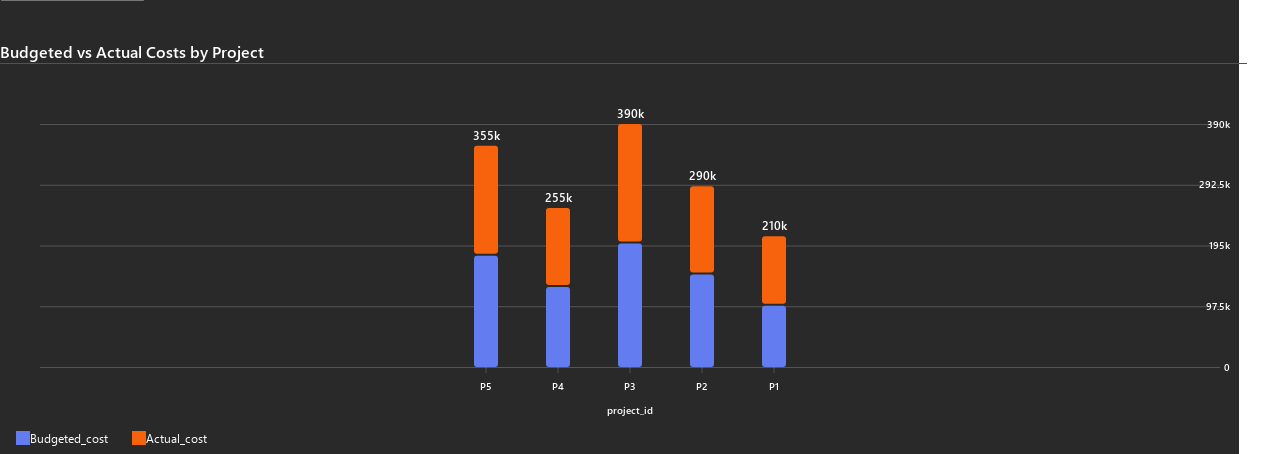 Budgeted vs Actual Costs by Project
390k
355k
290k
255k
210k
390k
292.5k
195k
97.5k
0
P5 P4 P3 P2 P1
project_id
Budgeted_cost Actual_cost